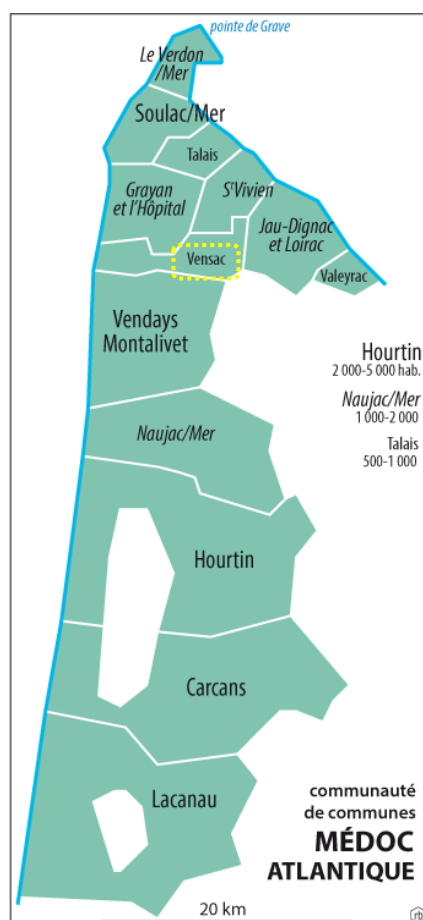 pointe de Grave
Le Verdon
/Mer
Soulac/Mer
Talais
Grayan
et l'Hôpital
Sᵗ Vivien
Jau-Dignac
et Loirac
Vensac
Valeyrac
Vendays
Montalivet
Hourtin
2 000-5 000 hab.
Naujac/Mer
1 000-2 000
Talais
500-1 000
Naujac/Mer
Hourtin
Carcans
Lacanau
communauté
de communes
MÉDOC
ATLANTIQUE
20 km
rb